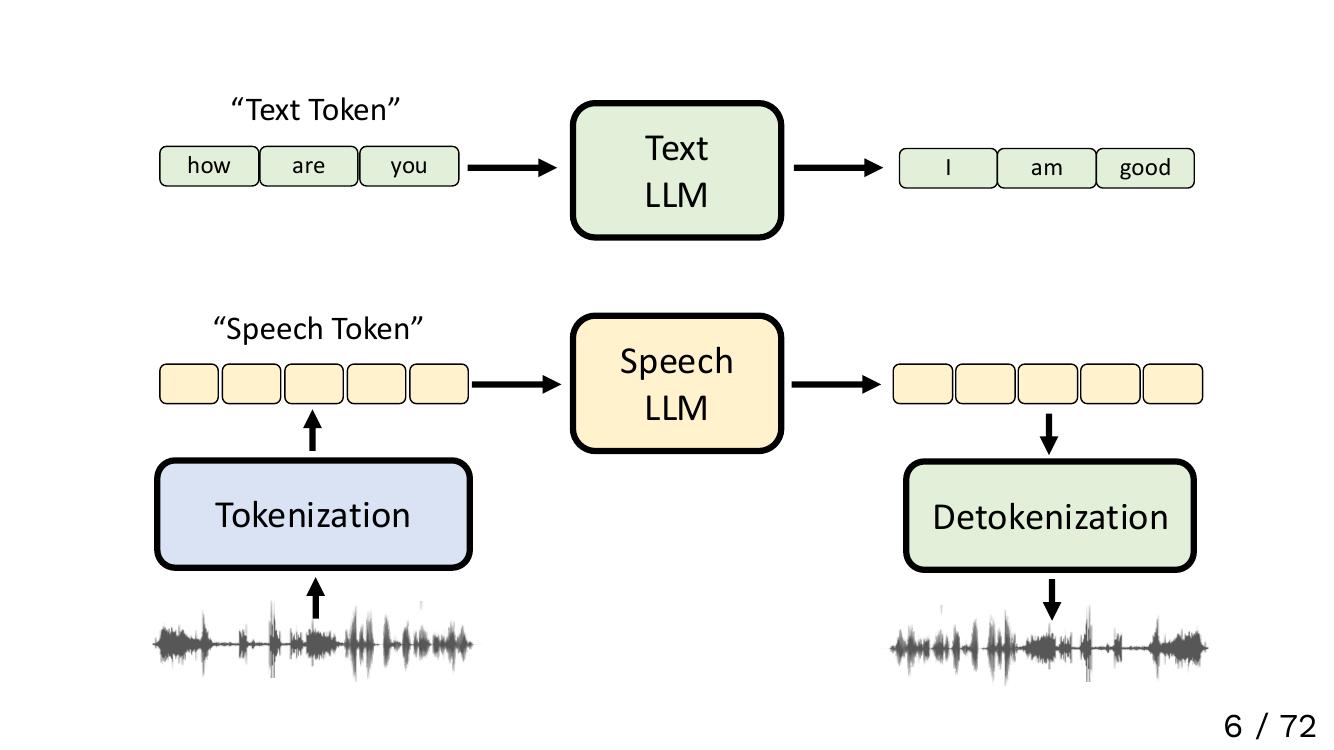 “Text Token”
how are you
Text
LLM
I am good
“Speech Token”
Speech
LLM
Tokenization
Detokenization
6 / 72